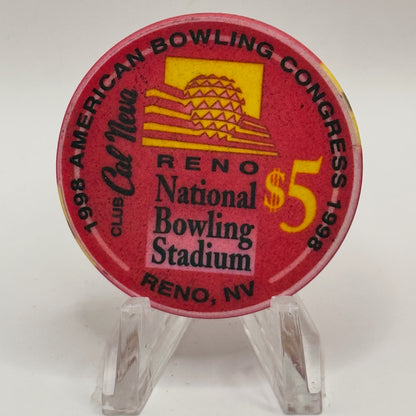 1998 AMERICAN BOWLING CONGRESS 1998
CLUB Cal Neva
RENO
National
Bowling
Stadium
$5
RENO, NV